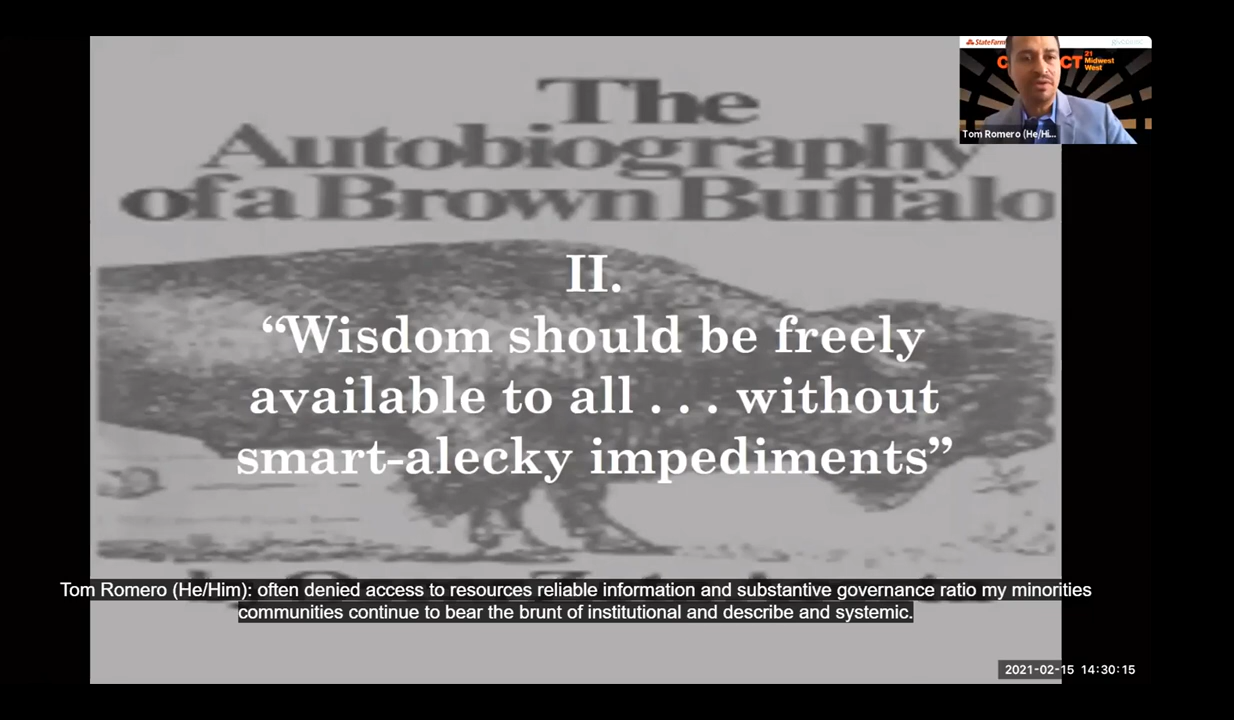 StateFarm
21
Midwest
West
Tom Romero (He/Hi...
The
Autobiography
of a Brown Buffalo
II.
“Wisdom should be freely
available to all . . . without
smart-alecky impediments”
Tom Romero (He/Him): often denied access to resources reliable information and substantive governance ratio my minorities
communities continue to bear the brunt of institutional and describe and systemic.
2021-02-15 14:30:15